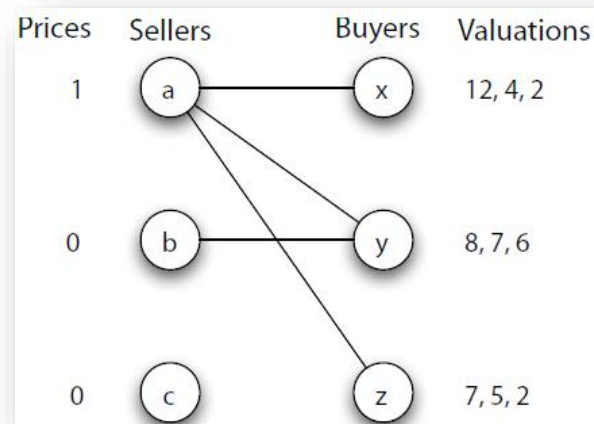 Prices Sellers Buyers Valuations
1 a x 12, 4, 2
0 b y 8, 7, 6
0 c z 7, 5, 2